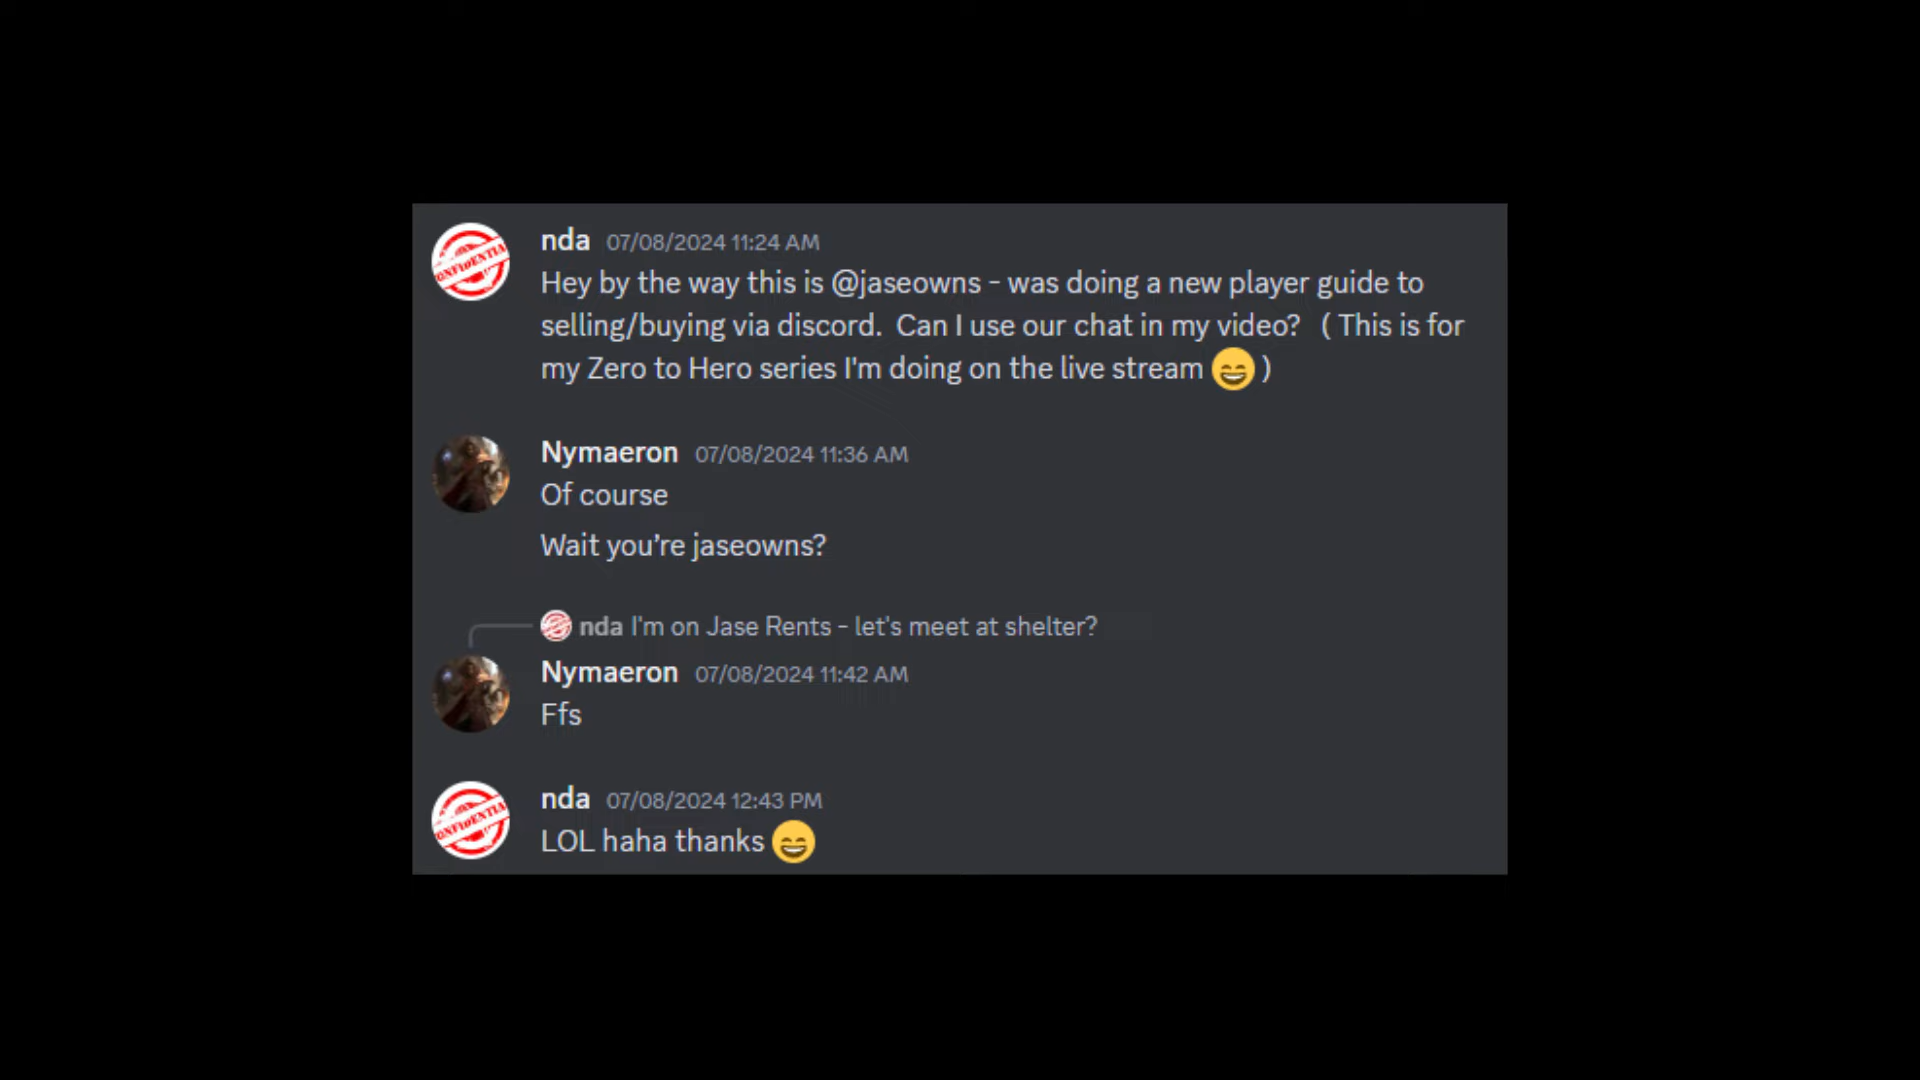 nda 07/08/2024 11:24 AM
Hey by the way this is @jaseowns - was doing a new player guide to
selling/buying via discord.  Can I use our chat in my video?   ( This is for
my Zero to Hero series I'm doing on the live stream 😄 )
Nymaeron 07/08/2024 11:36 AM
Of course
Wait you're jaseowns?
nda I'm on Jase Rents - let's meet at shelter?
Nymaeron 07/08/2024 11:42 AM
Ffs
nda 07/08/2024 12:43 PM
LOL haha thanks 😄